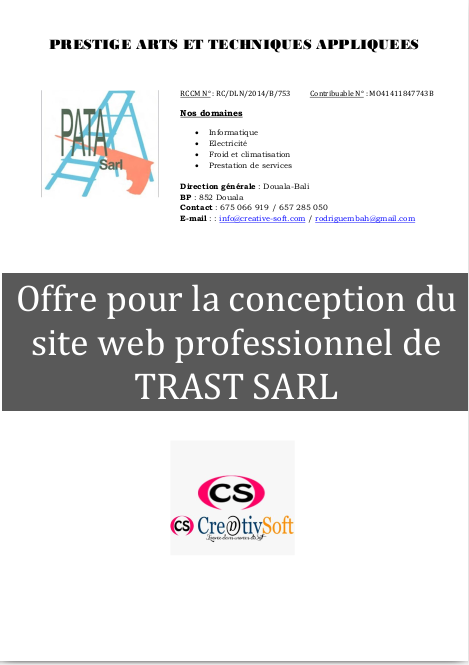 PRESTIGE ARTS ET TECHNIQUES APPLIQUEES
PATA
Sarl
RCCM N° : RC/DLN/2014/B/753 Contribuable N° : MO41411847743B
Nos domaines
• Informatique
• Electricité
• Froid et climatisation
• Prestation de services
Direction générale : Douala-Bali
BP : 852 Douala
Contact : 675 066 919 / 657 285 050
E-mail : : info@creative-soft.com / rodriguembah@gmail.com
Offre pour la conception du
site web professionnel de
TRAST SARL
CS
CS Cre@tivSoft